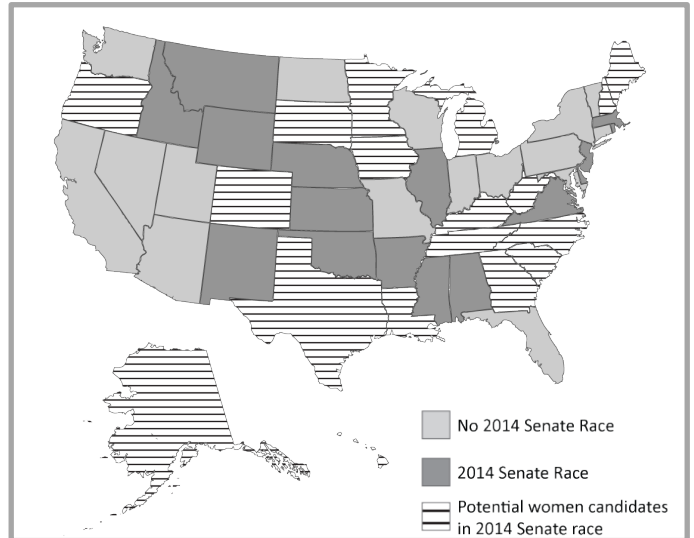 No 2014 Senate Race
2014 Senate Race
Potential women candidates
in 2014 Senate race